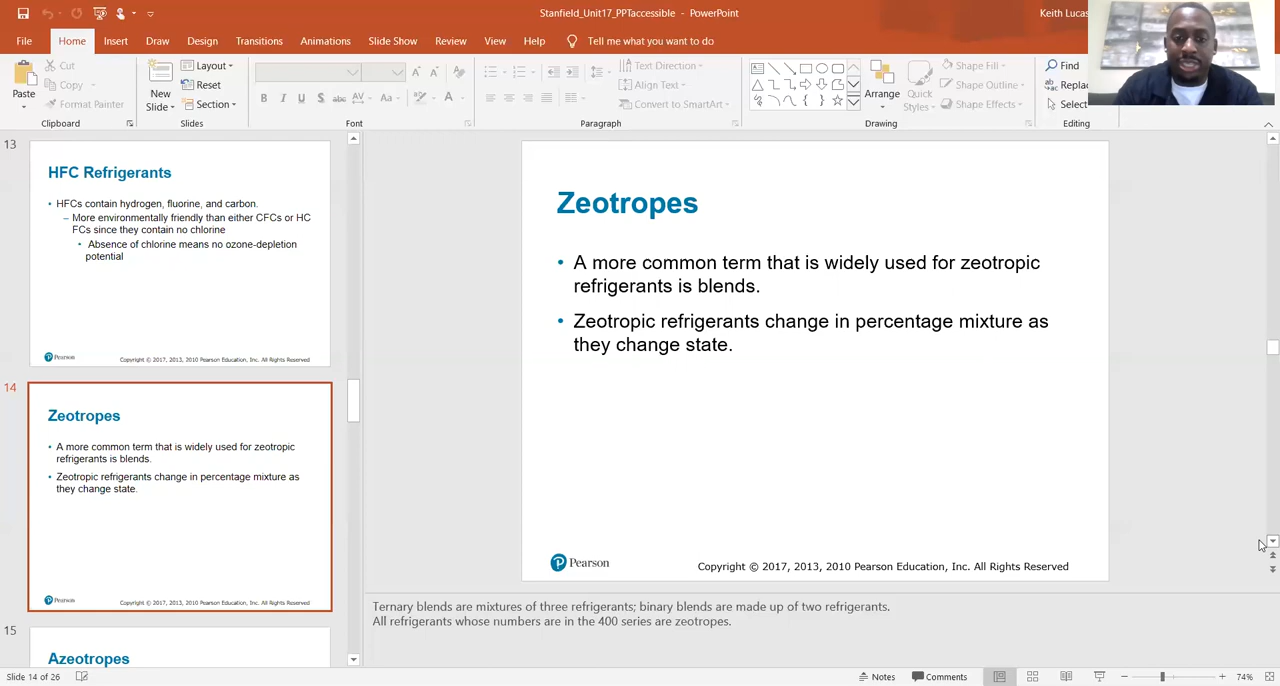 Stanfield_Unit17_PPTaccessible - PowerPoint
Keith Lucas
File Home Insert Draw Design Transitions Animations Slide Show Review View Help Tell me what you want to do
Paste
Cut
Copy
Format Painter
Clipboard
New Slide
Layout
Reset
Section
Slides
B I U S abc AV Aa A
Font
Text Direction
Align Text
Convert to SmartArt
Paragraph
Arrange
Quick Styles
Shape Fill
Shape Outline
Shape Effects
Drawing
Find
Replac
Select
Editing
13
HFC Refrigerants
• HFCs contain hydrogen, fluorine, and carbon.
– More environmentally friendly than either CFCs or HC
FCs since they contain no chlorine
• Absence of chlorine means no ozone-depletion
potential
Pearson
Copyright © 2017, 2013, 2010 Pearson Education, Inc. All Rights Reserved
14
Zeotropes
• A more common term that is widely used for zeotropic
refrigerants is blends.
• Zeotropic refrigerants change in percentage mixture as
they change state.
Pearson
Copyright © 2017, 2013, 2010 Pearson Education, Inc. All Rights Reserved
15
Azeotropes
Zeotropes
• A more common term that is widely used for zeotropic
refrigerants is blends.
• Zeotropic refrigerants change in percentage mixture as
they change state.
Pearson
Copyright © 2017, 2013, 2010 Pearson Education, Inc. All Rights Reserved
Ternary blends are mixtures of three refrigerants; binary blends are made up of two refrigerants.
All refrigerants whose numbers are in the 400 series are zeotropes.
Slide 14 of 26
Notes
Comments
74%